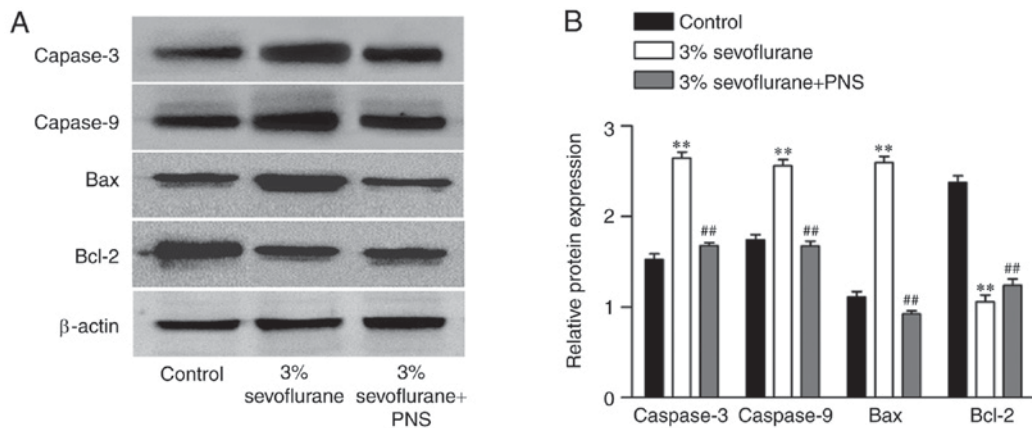 A
Capase-3
Capase-9
Bax
Bcl-2
β-actin
Control
3%
sevoflurane
3%
sevoflurane+
PNS
B
Control
3% sevoflurane
3% sevoflurane+PNS
Relative protein expression
3
2
1
0
**
##
**
##
**
##
**
##
Caspase-3
Caspase-9
Bax
Bcl-2